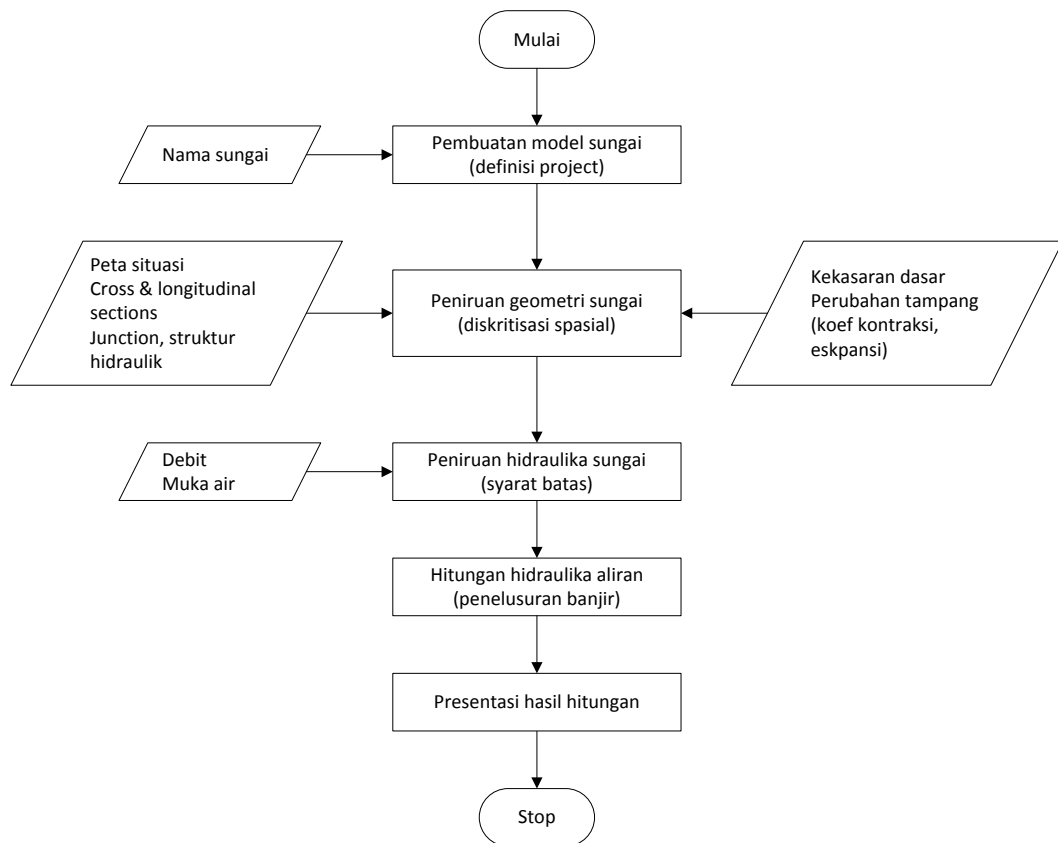 Mulai
Nama sungai
Pembuatan model sungai
(definisi project)
Peta situasi
Cross & longitudinal
sections
Junction, struktur
hidraulik
Peniruan geometri sungai
(diskritisasi spasial)
Kekasaran dasar
Perubahan tampang
(koef kontraksi,
eskpansi)
Debit
Muka air
Peniruan hidraulika sungai
(syarat batas)
Hitungan hidraulika aliran
(penelusuran banjir)
Presentasi hasil hitungan
Stop